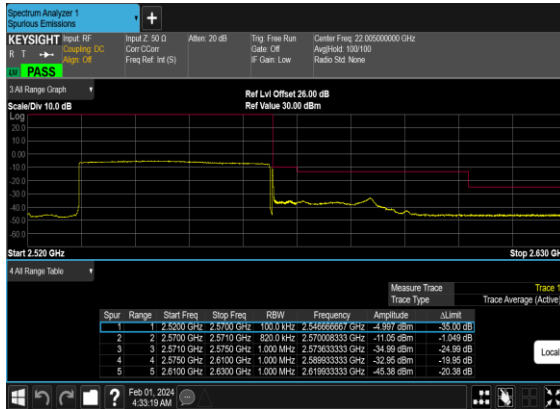 Spectrum Analyzer 1
Spurious Emissions
+
KEYSIGHT Input: RF Input Z: 50 Ω Atten: 20 dB Trig: Free Run Center Freq: 22.005000000 GHz
R T Coupling: DC Corr CCorr Gate: Off Avg|Hold: 100/100
Align: Off Freq Ref: Int (S) IF Gain: Low Radio Std: None
PASS
3 All Range Graph
Ref Lvl Offset 26.00 dB
Scale/Div 10.0 dB Ref Value 30.00 dBm
Log
20.0
10.0
0.00
-10.0
-20.0
-30.0
-40.0
-50.0
-60.0
Start 2.520 GHz Stop 2.630 GH
4 All Range Table
Measure Trace Trace 1
Trace Type Trace Average (Active)
Spur Range Start Freq Stop Freq RBW Frequency Amplitude ΔLimit
1 1 2.5200 GHz 2.5700 GHz 100.0 kHz 2.546666667 GHz -4.997 dBm -35.00 dB
2 2 2.5700 GHz 2.5710 GHz 820.0 kHz 2.570008333 GHz -11.05 dBm -1.049 dB
3 3 2.5710 GHz 2.5750 GHz 1.000 MHz 2.573633333 GHz -34.99 dBm -24.99 dB
4 4 2.5750 GHz 2.6100 GHz 1.000 MHz 2.589933333 GHz -32.95 dBm -19.95 dB
5 5 2.6100 GHz 2.6300 GHz 1.000 MHz 2.619933333 GHz -45.38 dBm -20.38 dB
Local
? Feb 01, 2024
4:33:19 AM